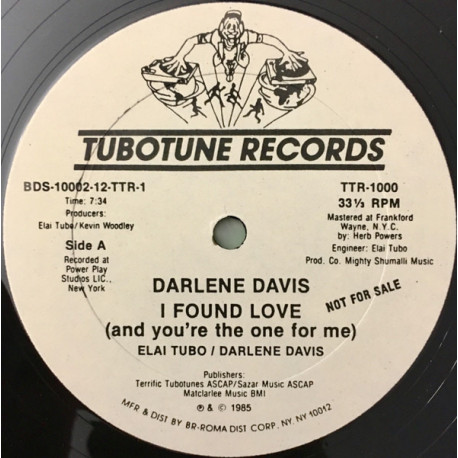 TUBOTUNE RECORDS
BDS-10002-12-TTR-1
Time: 7:34
Producers:
Elai Tubo/Kevin Woodley
Side A
Recorded at
Power Play
Studios LIC.,
New York
TTR-1000
33⅓ RPM
Mastered at Frankford
Wayne, N.Y.C.
by: Herb Powers
Engineer: Elai Tubo
Prod. Co. Mighty Shumalli Music
NOT FOR SALE
DARLENE DAVIS
I FOUND LOVE
(and you're the one for me)
ELAI TUBO / DARLENE DAVIS
Publishers:
Terrific Tubotunes ASCAP/Sazar Music ASCAP
Matclarlee Music BMI
℗ & © 1985
MFR & DIST BY BR-ROMA DIST CORP. NY, NY 10012